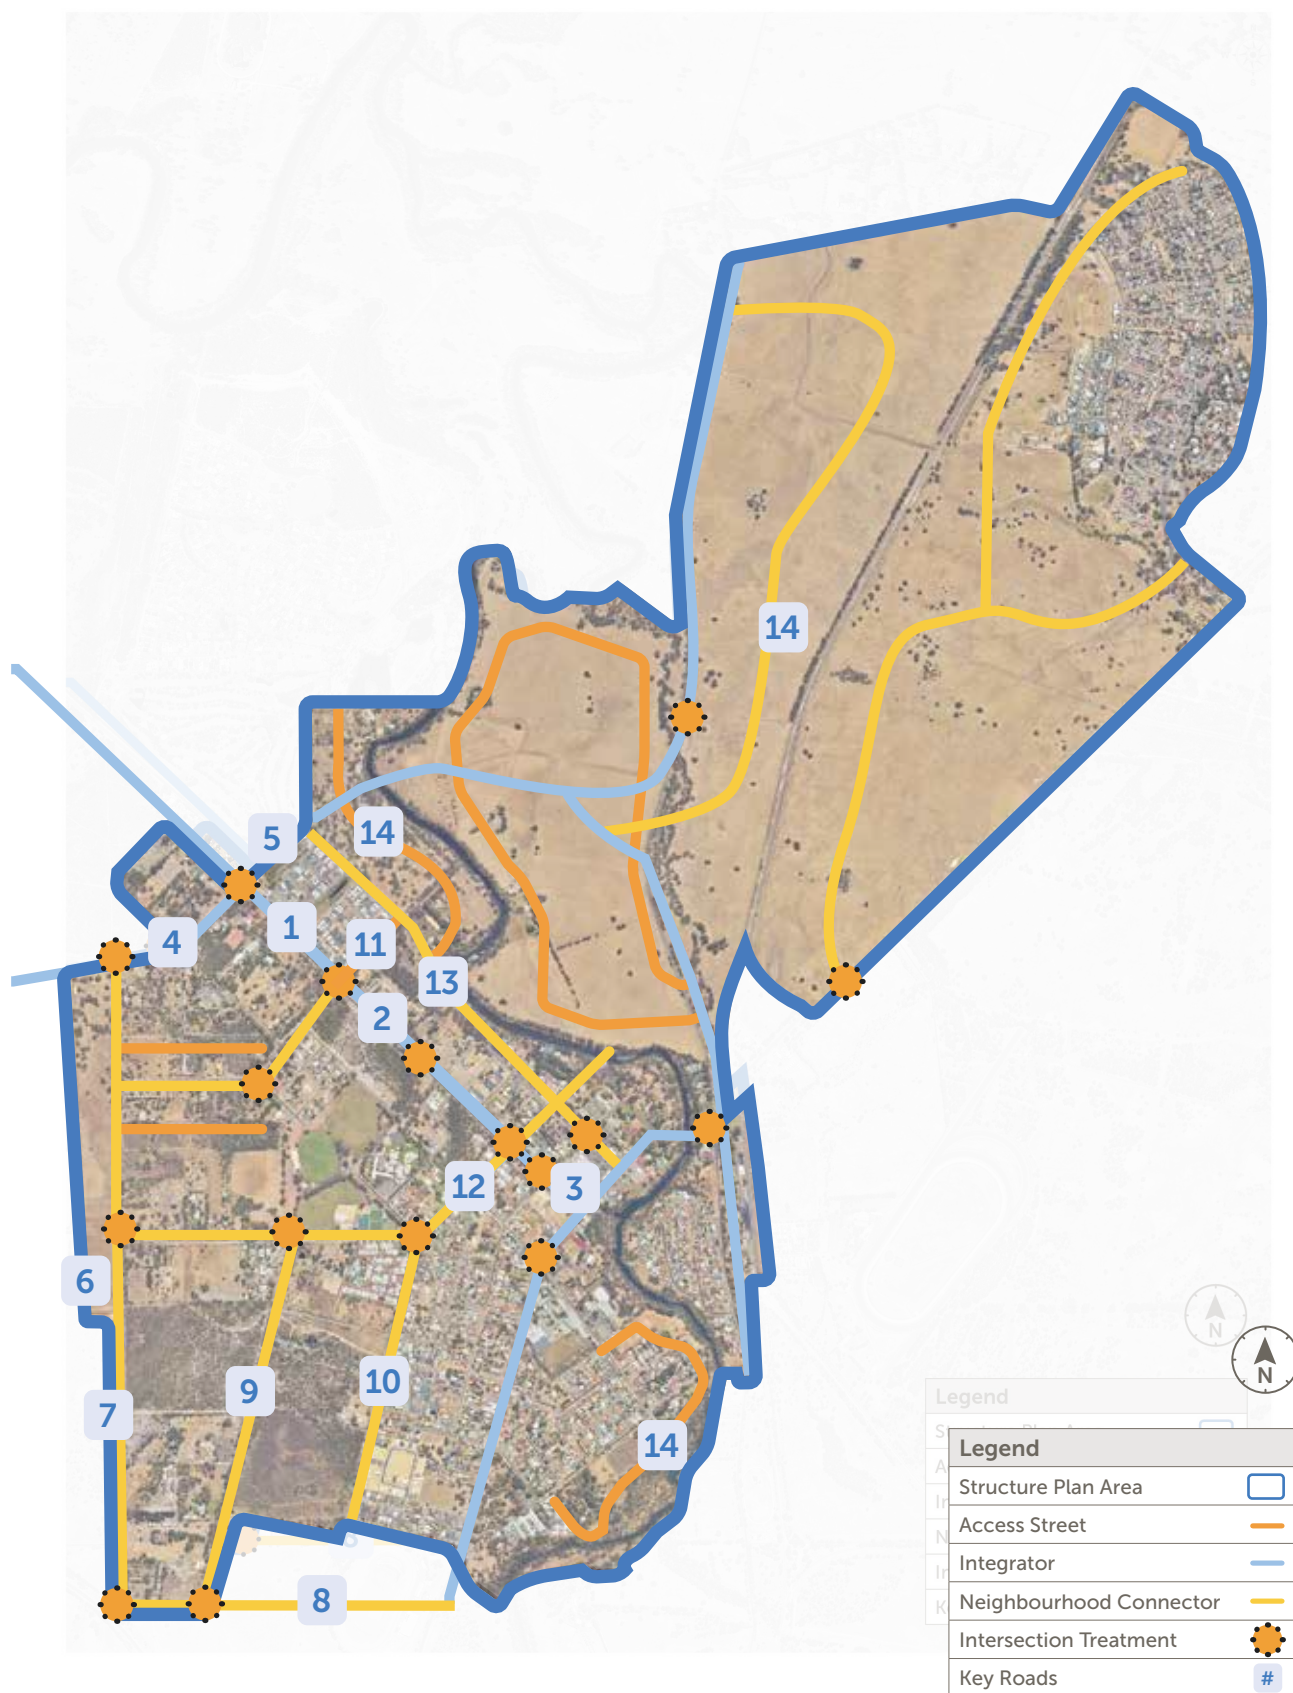 14
5
14
1
11
4
13
2
12
3
6
10
9
7
14
8
N
N
Legend
Legend
Structure Plan Area
Access Street
Integrator
Neighbourhood Connector
Intersection Treatment
Key Roads #